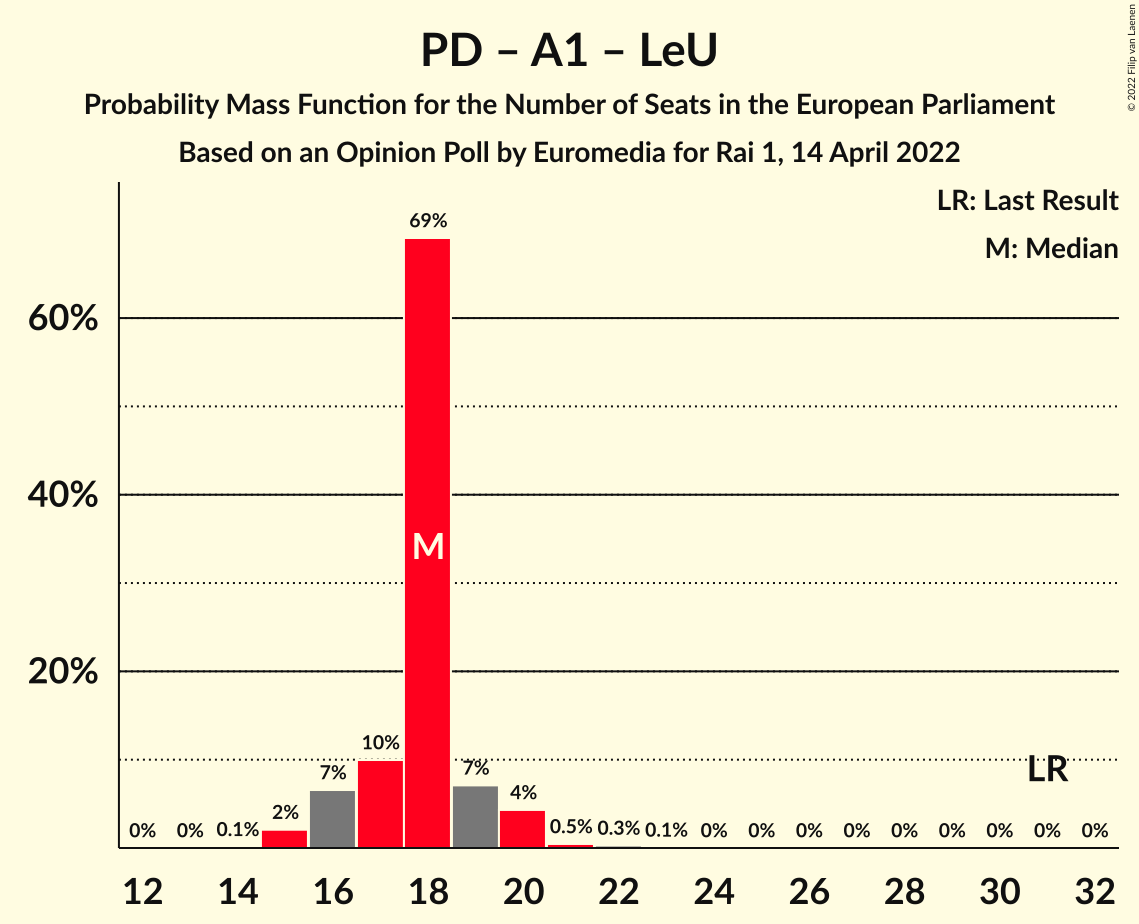 PD – A1 – LeU
Probability Mass Function for the Number of Seats in the European Parliament
Based on an Opinion Poll by Euromedia for Rai 1, 14 April 2022
© 2022 Filip van Laenen
LR: Last Result
M: Median
60%
40%
20%
0% 0% 0.1% 2% 7% 10% 69% 7% 4% 0.5% 0.3% 0.1% 0% 0% 0% 0% 0% 0% 0% 0% 0%
M
LR
12 14 16 18 20 22 24 26 28 30 32